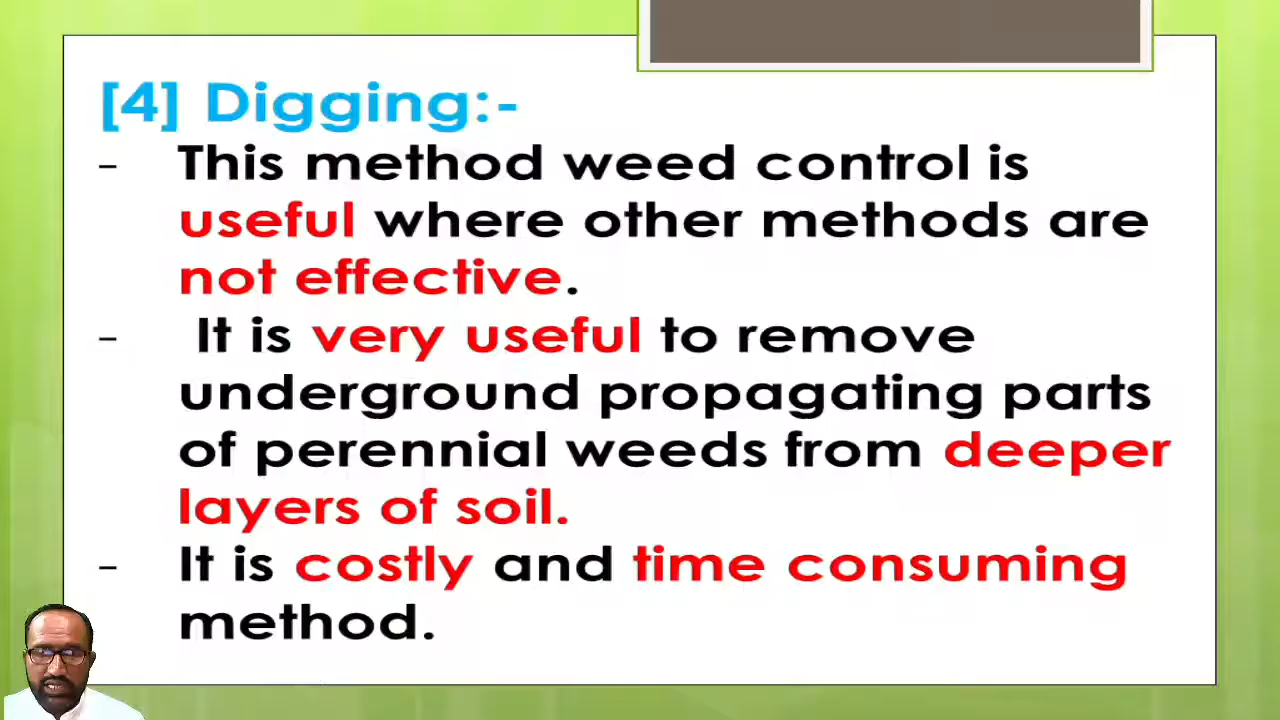 [4] Digging:-
- This method weed control is
useful where other methods are
not effective.
- It is very useful to remove
underground propagating parts
of perennial weeds from deeper
layers of soil.
- It is costly and time consuming
method.